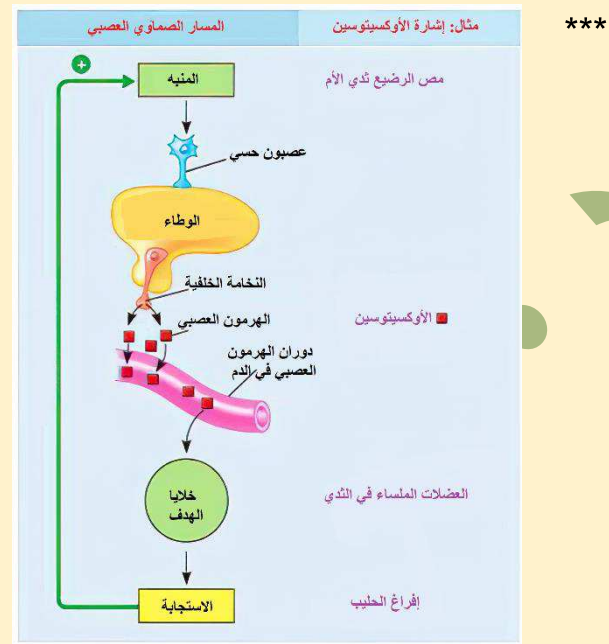 ***
مثال: إشارة الأوكسيتوسين
المسار الصماوي العصبي
+
مص الرضيع ثدي الأم
المنبه
عصبون حسي
الوطاء
النخامة الخلفية
الأوكسيتوسين
الهرمون العصبي
دوران الهرمون
العصبي في الدم
العضلات الملساء في الثدي
خلايا
الهدف
إفراغ الحليب
الاستجابة